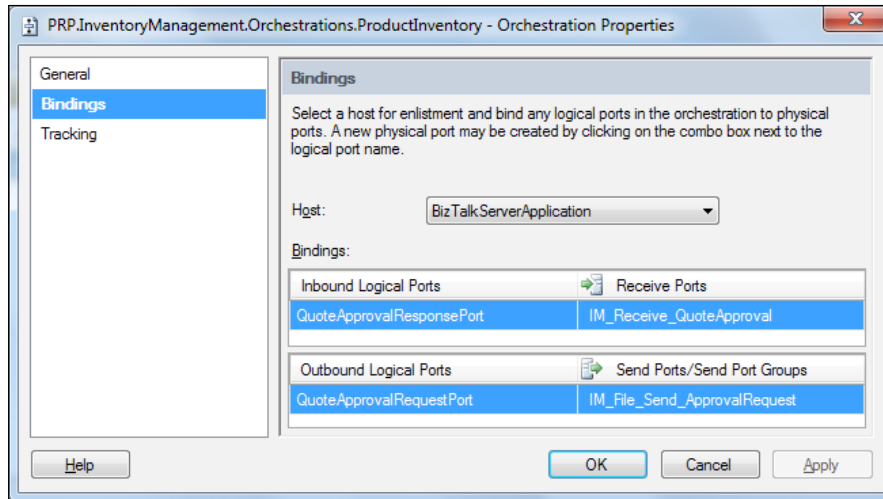 PRP.InventoryManagement.Orchestrations.ProductInventory - Orchestration Properties
General
Bindings
Tracking
Bindings
Select a host for enlistment and bind any logical ports in the orchestration to physical
ports. A new physical port may be created by clicking on the combo box next to the
logical port name.
Host: BizTalkServerApplication
Bindings:
Inbound Logical Ports Receive Ports
QuoteApprovalResponsePort IM_Receive_QuoteApproval
Outbound Logical Ports Send Ports/Send Port Groups
QuoteApprovalRequestPort IM_File_Send_ApprovalRequest
Help OK Cancel Apply